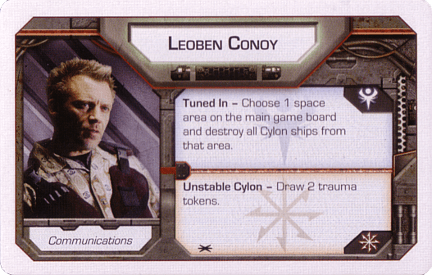 Leoben Conoy
Tuned In – Choose 1 space
area on the main game board
and destroy all Cylon ships from
that area.
Unstable Cylon – Draw 2 trauma
tokens.
Communications